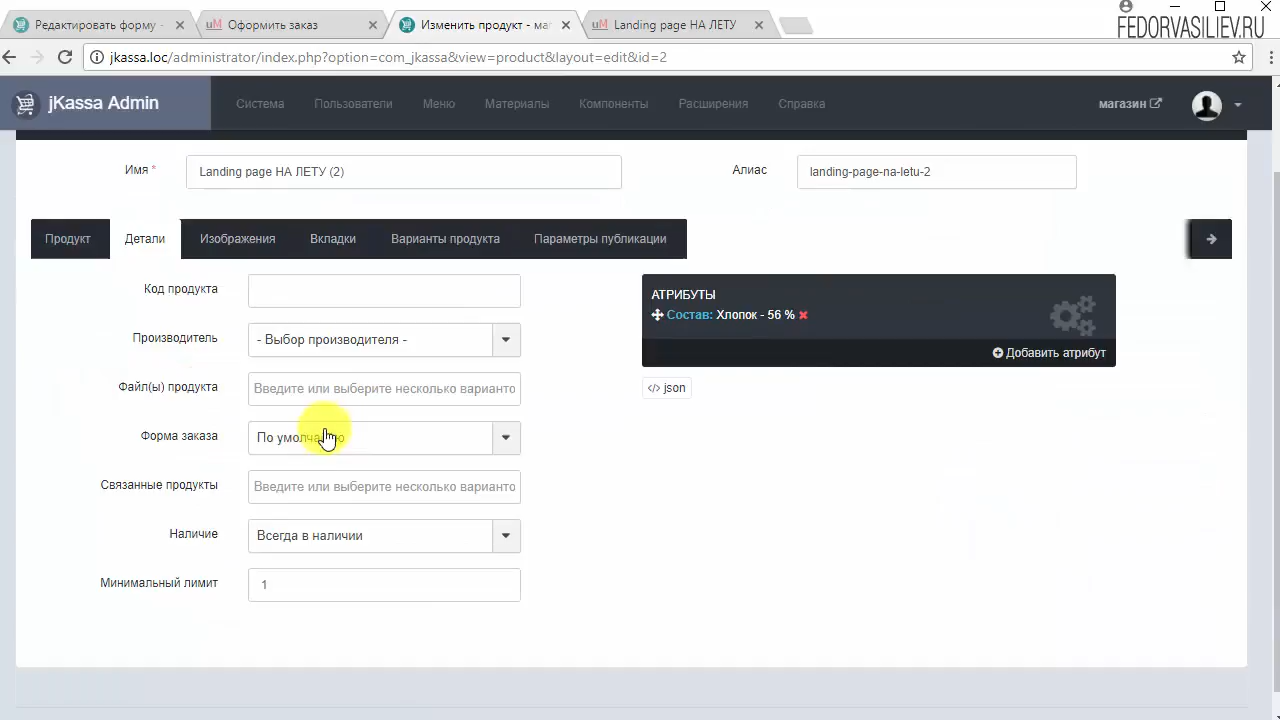 Редактировать форму -
Оформить заказ
Изменить продукт - маг
Landing page НА ЛЕТУ
FEDORVASILIEV.RU
jkassa.loc/administrator/index.php?option=com_jkassa&view=product&layout=edit&id=2
jKassa Admin
Система Пользователи Меню Материалы Компоненты Расширения Справка
магазин
Имя * Landing page НА ЛЕТУ (2)
Алиас landing-page-na-letu-2
Продукт Детали Изображения Вкладки Варианты продукта Параметры публикации
Код продукта
Производитель - Выбор производителя -
Файл(ы) продукта Введите или выберите несколько варианто
Форма заказа По умолчанию
Связанные продукты Введите или выберите несколько варианто
Наличие Всегда в наличии
Минимальный лимит 1
АТРИБУТЫ
Состав: Хлопок - 56 %
Добавить атрибут
</> json